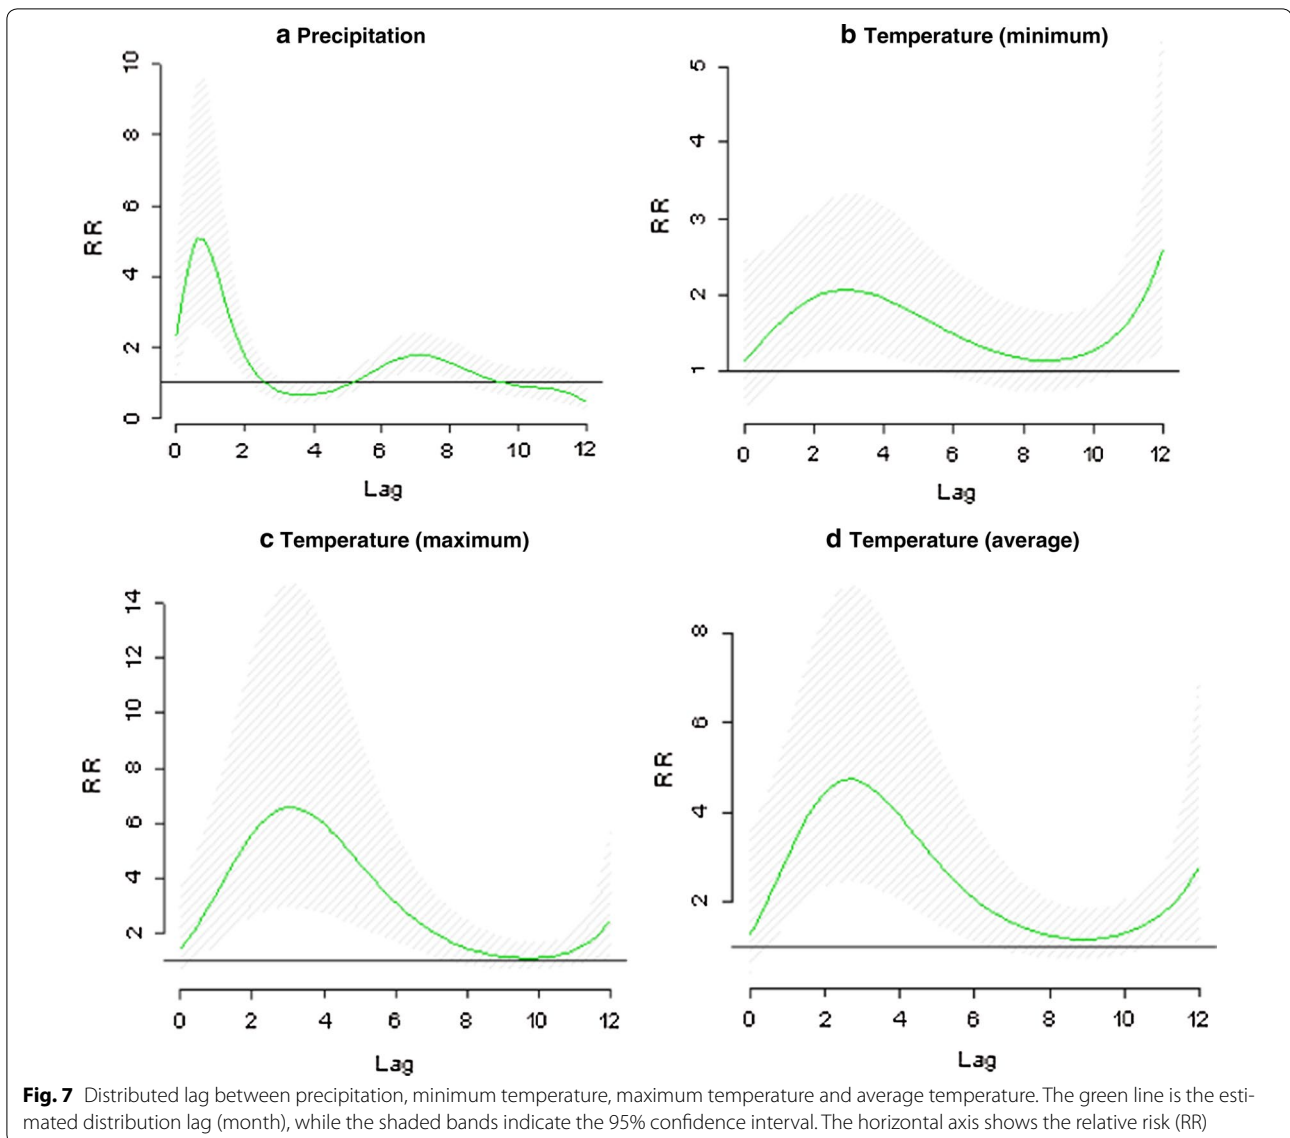 a Precipitation
10
8
6
4
2
0
RR
0 2 4 6 8 10 12
Lag
b Temperature (minimum)
5
4
3
2
1
RR
0 2 4 6 8 10 12
Lag
c Temperature (maximum)
14
12
10
8
6
4
2
RR
0 2 4 6 8 10 12
Lag
d Temperature (average)
8
6
4
2
RR
0 2 4 6 8 10 12
Lag
Fig. 7 Distributed lag between precipitation, minimum temperature, maximum temperature and average temperature. The green line is the esti-
mated distribution lag (month), while the shaded bands indicate the 95% confidence interval. The horizontal axis shows the relative risk (RR)